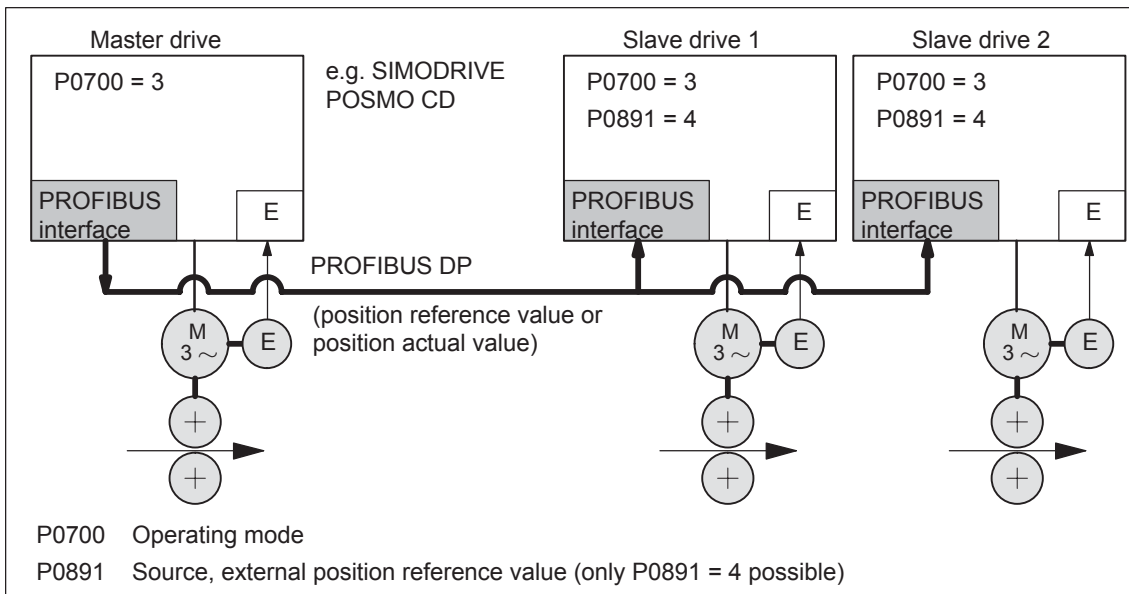 Master drive
P0700 = 3
e.g. SIMODRIVE
POSMO CD
PROFIBUS
interface
E
Slave drive 1
P0700 = 3
P0891 = 4
PROFIBUS
interface
E
Slave drive 2
P0700 = 3
P0891 = 4
PROFIBUS
interface
E
PROFIBUS DP
(position reference value or
position actual value)
M
3 ~
E
+
+
M
3 ~
E
+
+
M
3 ~
E
+
+
P0700 Operating mode
P0891 Source, external position reference value (only P0891 = 4 possible)